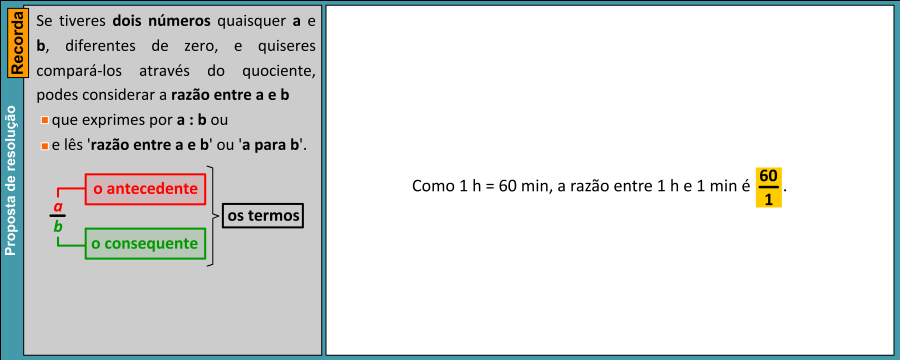 Proposta de resolução
Recorda
Se tiveres dois números quaisquer a e
b, diferentes de zero, e quiseres
compará-los através do quociente,
podes considerar a razão entre a e b
que exprimes por a : b ou
e lês 'razão entre a e b' ou 'a para b'.
o antecedente
a
b
o consequente
os termos
Como 1 h = 60 min, a razão entre 1 h e 1 min é 60/1.